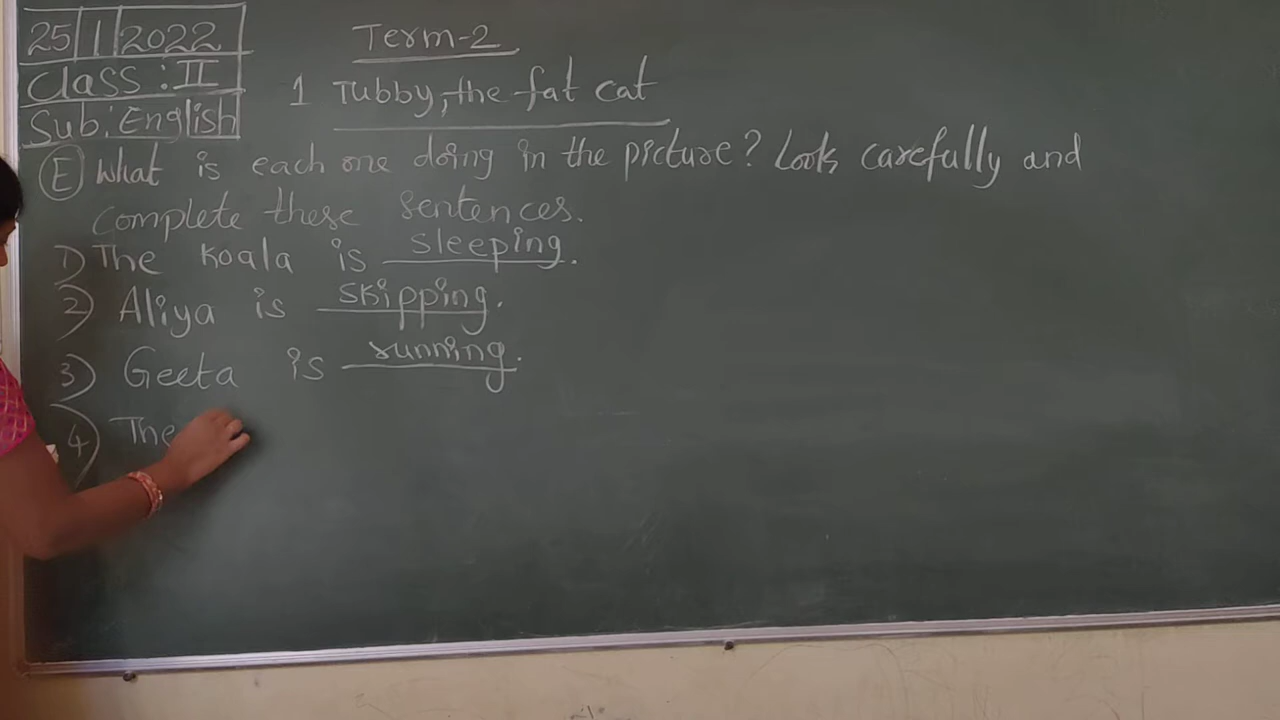 25/1/2022
Class : II
Sub: English
Term-2
1 Tubby, the fat cat
(E) What is each one doing in the picture? Look carefully and
complete these sentences.
1) The Koala is sleeping.
2) Aliya is skipping.
3) Geeta is running.
4) The